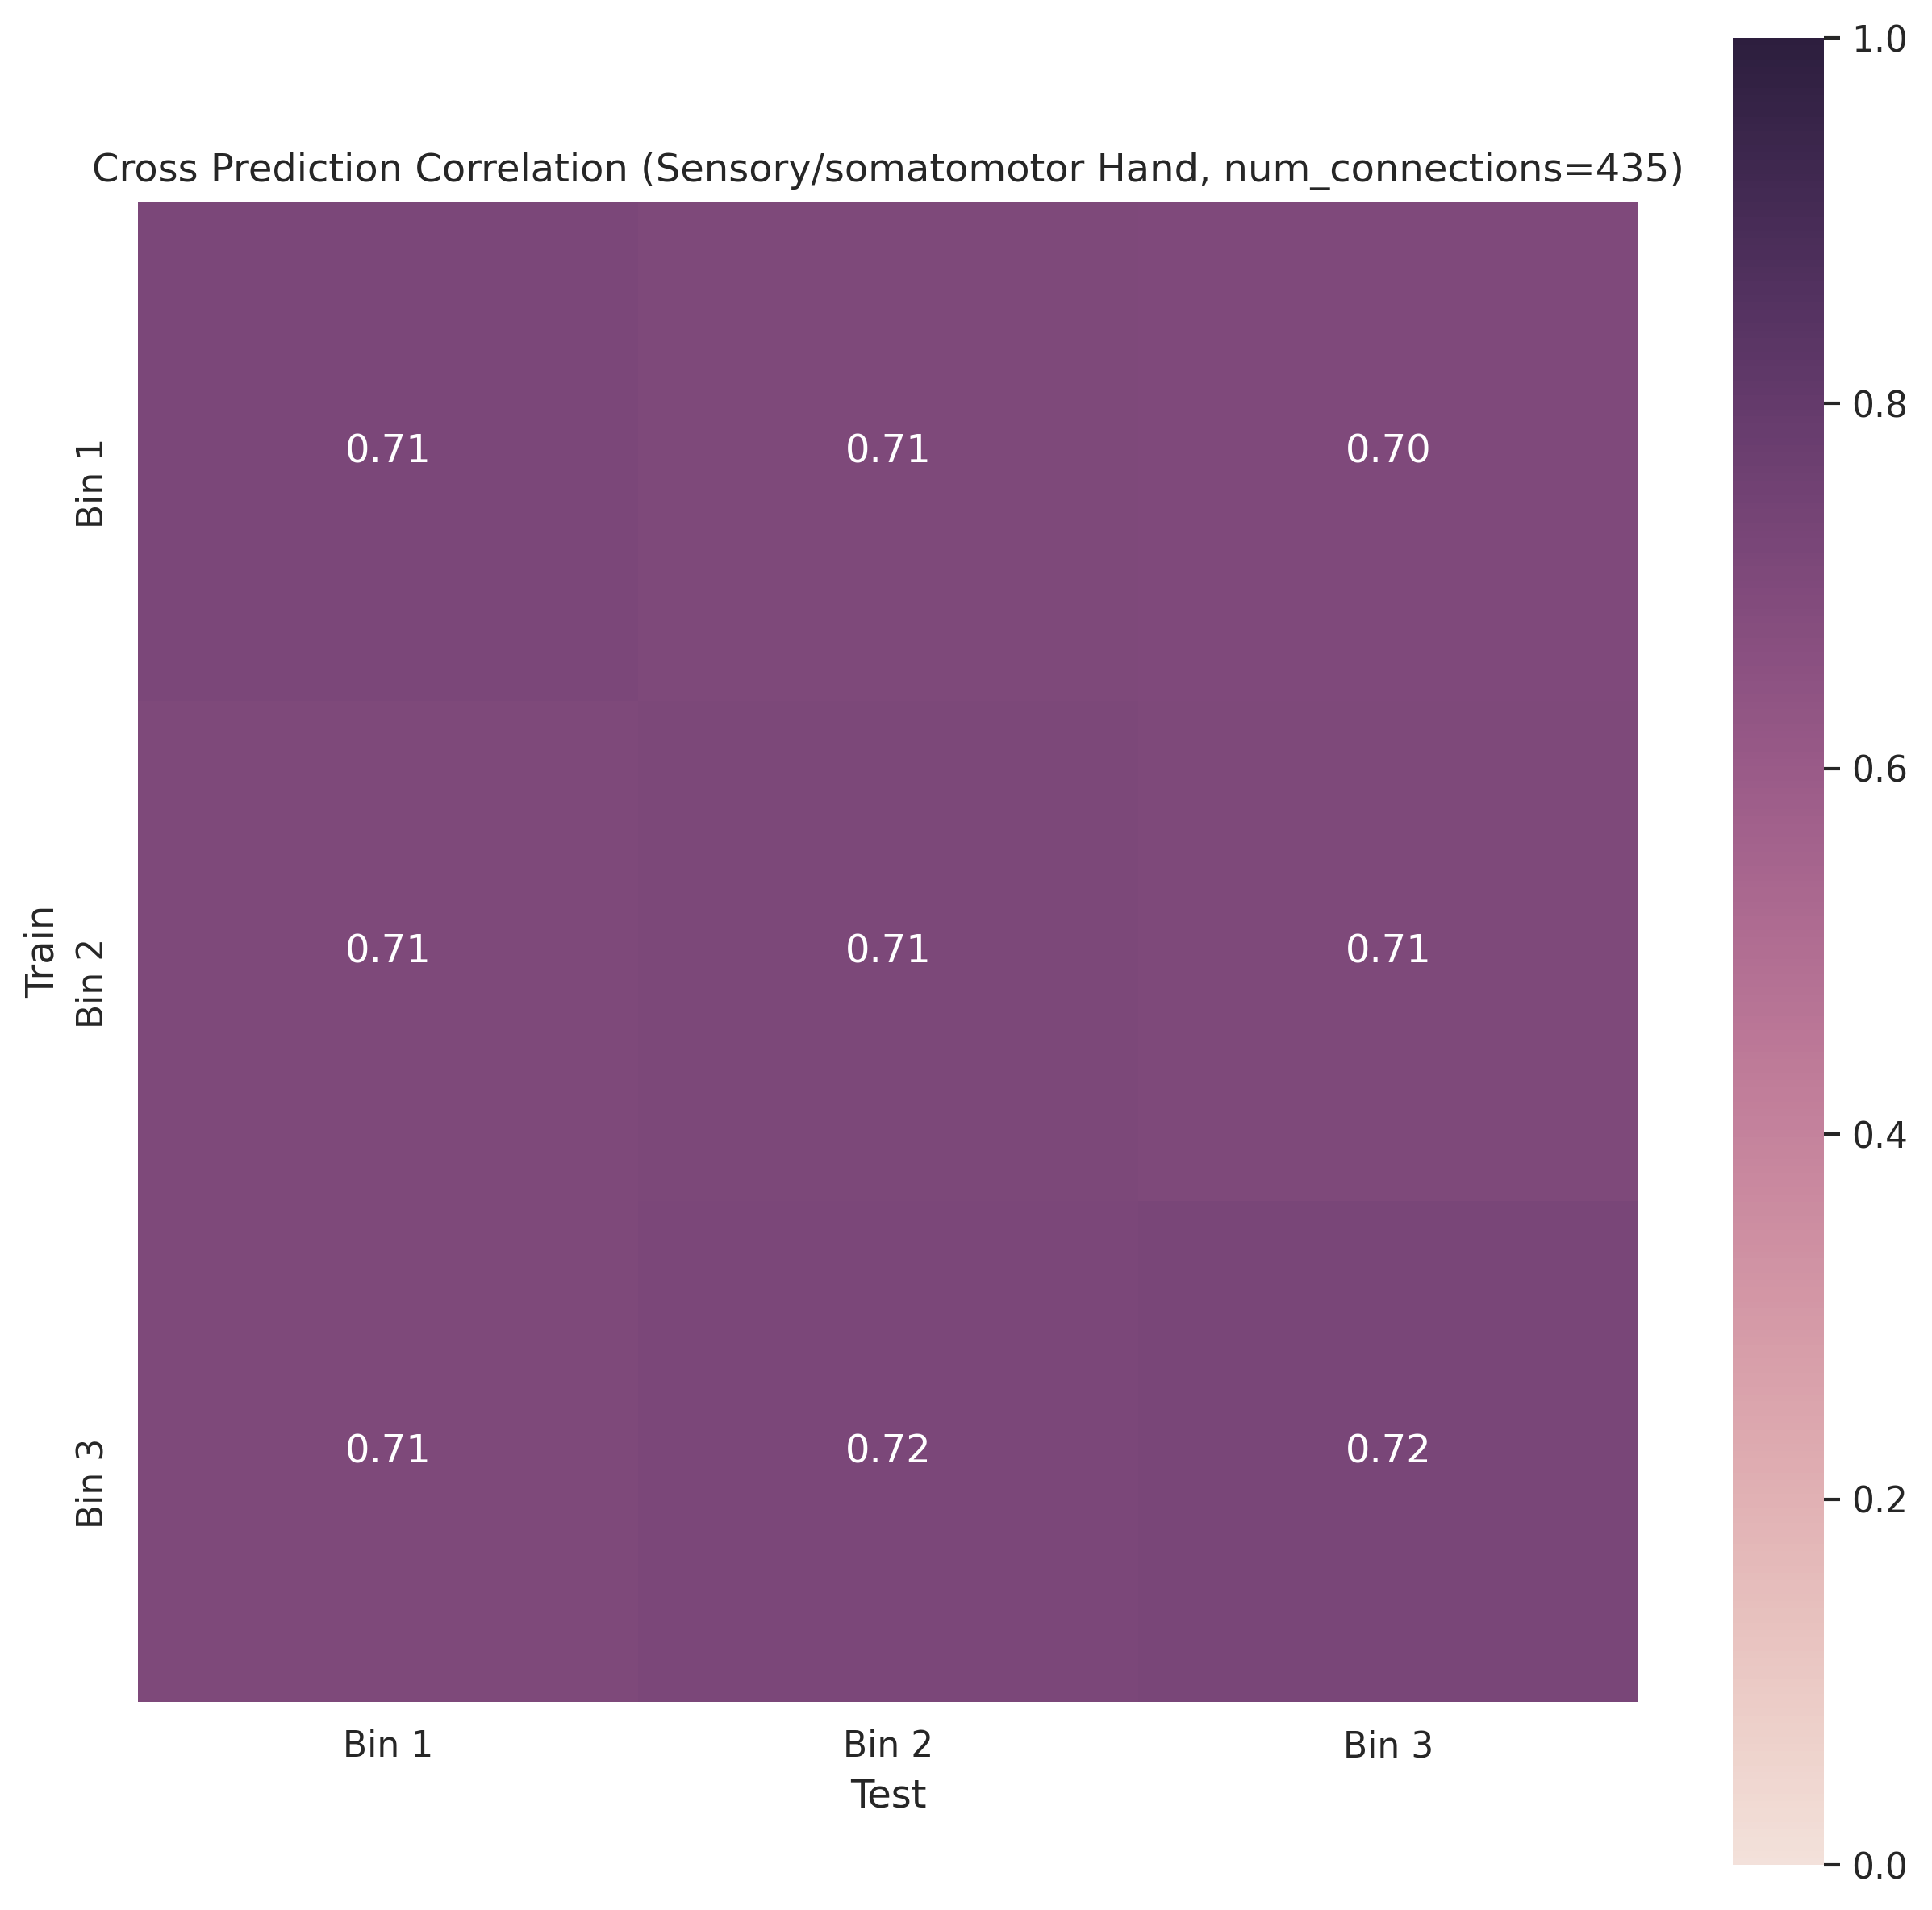 Cross Prediction Correlation (Sensory/somatomotor Hand, num_connections=435)
Train
Bin 1
0.71 0.71 0.70
Bin 2
0.71 0.71 0.71
Bin 3
0.71 0.72 0.72
Bin 1 Bin 2 Bin 3
Test
1.0
0.8
0.6
0.4
0.2
0.0